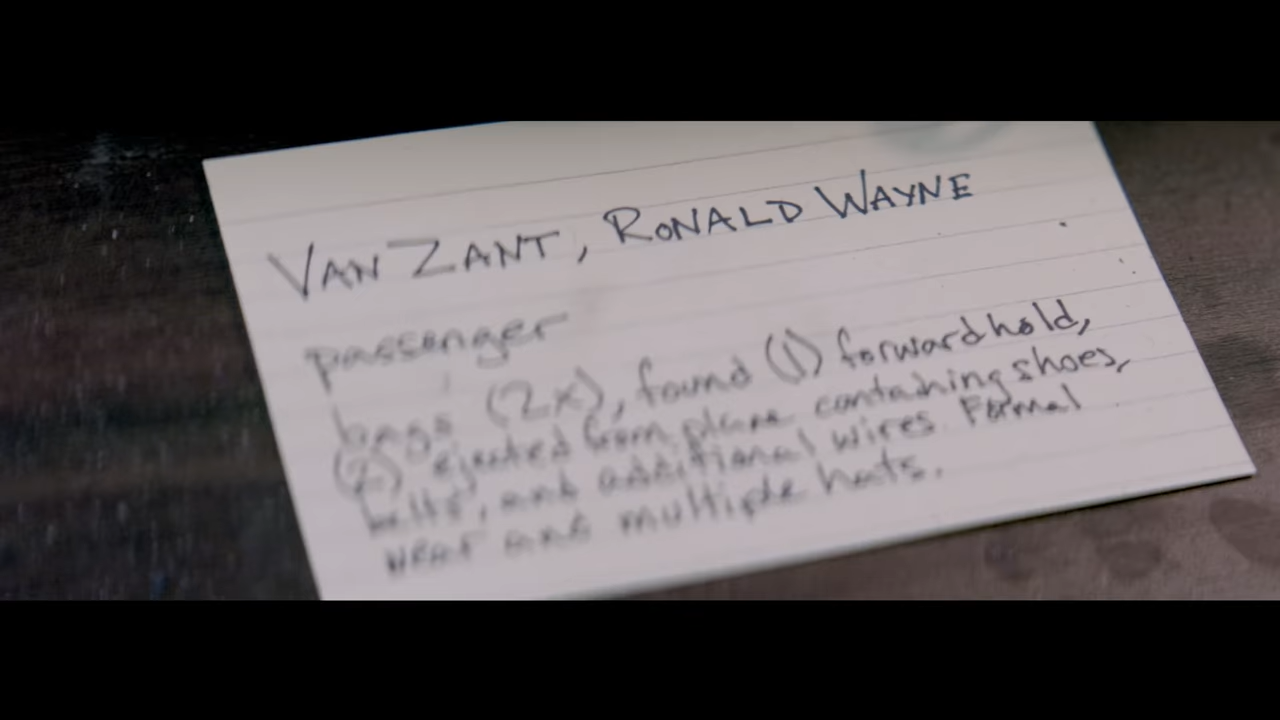 VAN ZANT, RONALD WAYNE
passenger
bags (2x), found (1) forward hold,
(2) ejected from plane containing shoes,
belts, and additional wires. Formal
wear and multiple hats.